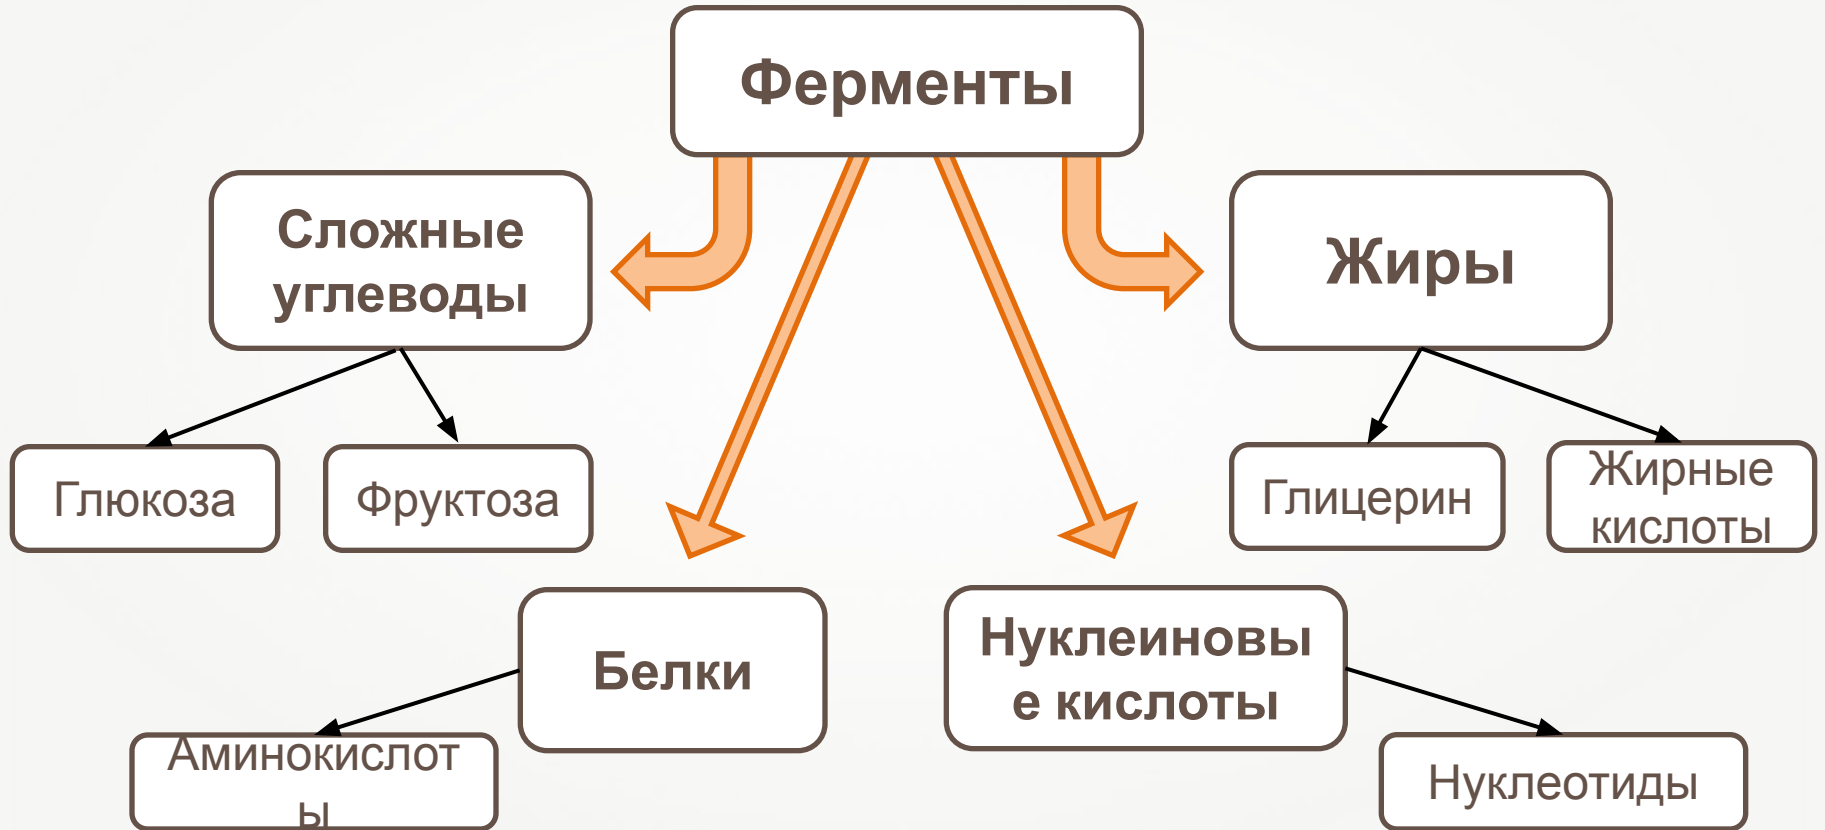 Ферменты
Сложные
углеводы
Жиры
Глюкоза
Фруктоза
Глицерин
Жирные
кислоты
Белки
Нуклеиновы
е кислоты
Аминокислот
ы
Нуклеотиды